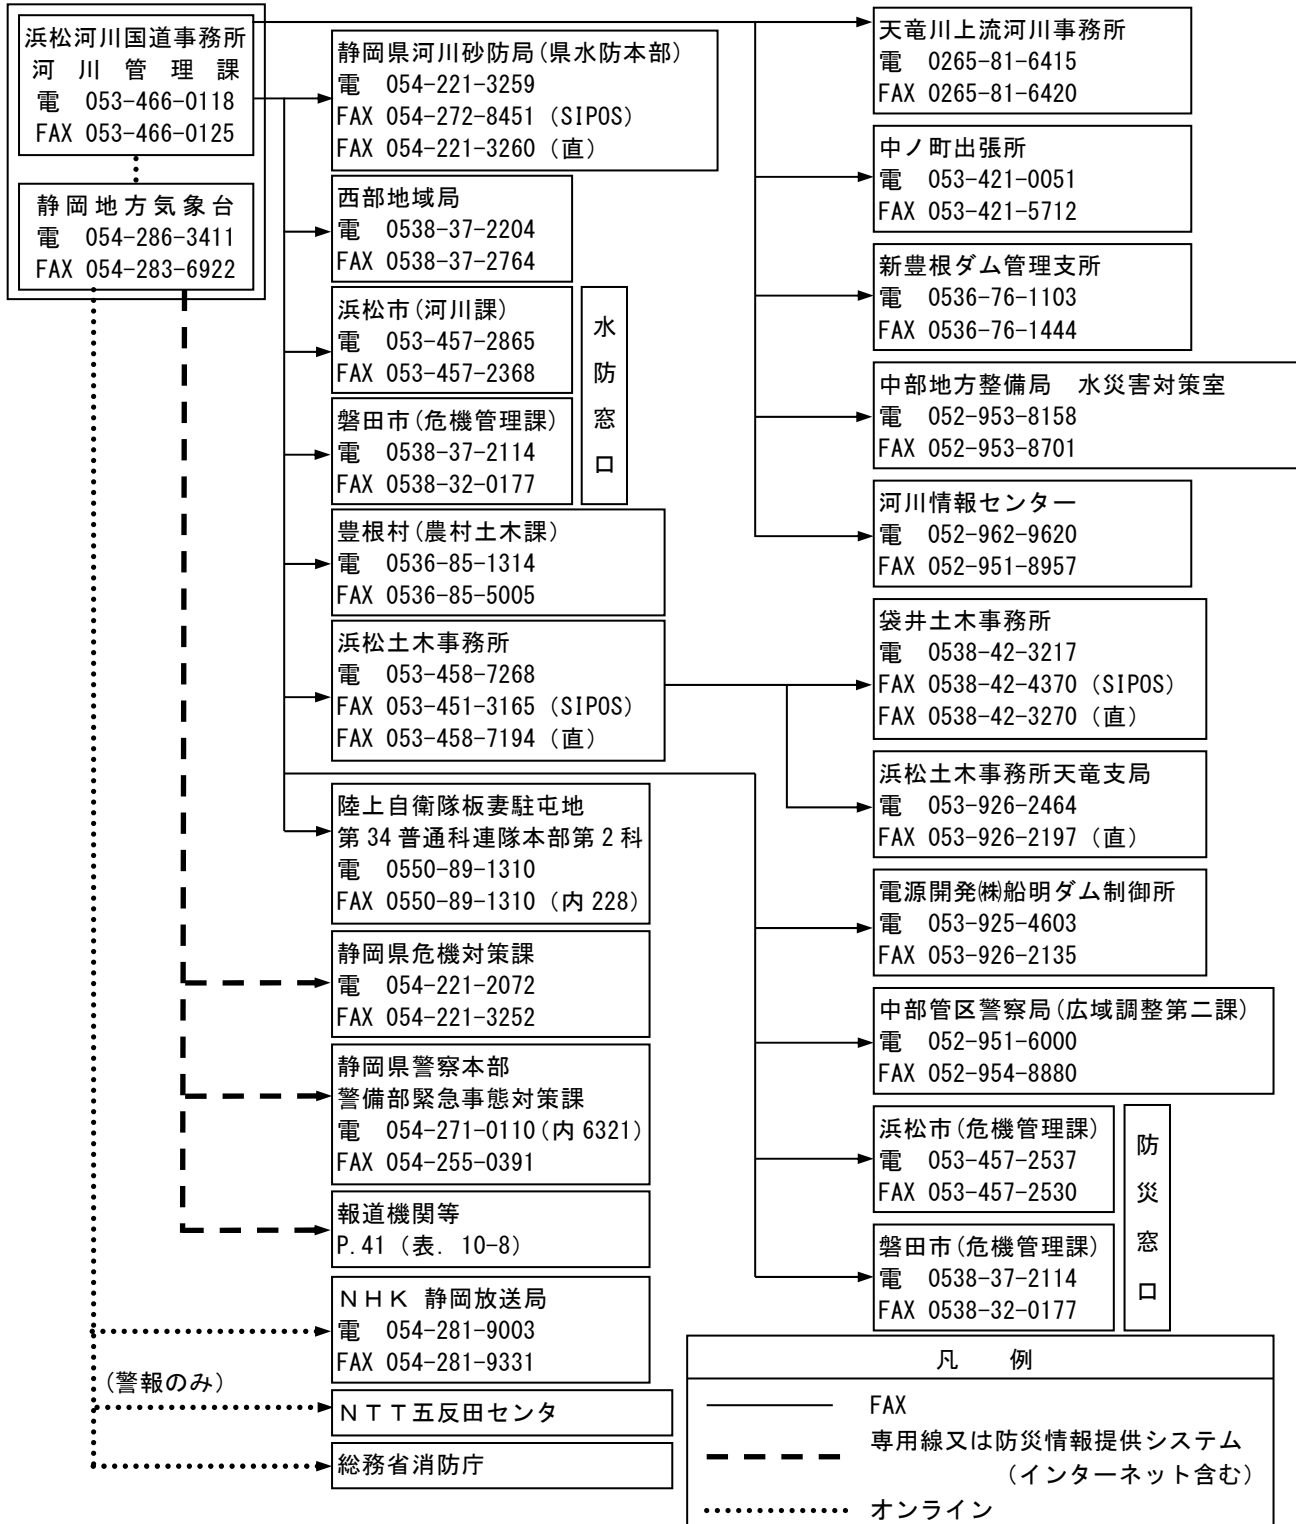 浜松河川国道事務所
河川管理課
電 053-466-0118
FAX 053-466-0125
静岡地方気象台
電 054-286-3411
FAX 054-283-6922
静岡県河川砂防局(県水防本部)
電 054-221-3259
FAX 054-272-8451 (SIPOS)
FAX 054-221-3260 (直)
西部地域局
電 0538-37-2204
FAX 0538-37-2764
浜松市(河川課)
電 053-457-2865
FAX 053-457-2368
磐田市(危機管理課)
電 0538-37-2114
FAX 0538-32-0177
水防窓口
豊根村(農村土木課)
電 0536-85-1314
FAX 0536-85-5005
浜松土木事務所
電 053-458-7268
FAX 053-451-3165 (SIPOS)
FAX 053-458-7194 (直)
陸上自衛隊板妻駐屯地
第34普通科連隊本部第2科
電 0550-89-1310
FAX 0550-89-1310 (内228)
静岡県危機対策課
電 054-221-2072
FAX 054-221-3252
静岡県警察本部
警備部緊急事態対策課
電 054-271-0110(内6321)
FAX 054-255-0391
報道機関等
P.41 (表. 10-8)
NHK 静岡放送局
電 054-281-9003
FAX 054-281-9331
(警報のみ)
NTT五反田センタ
総務省消防庁
天竜川上流河川事務所
電 0265-81-6415
FAX 0265-81-6420
中ノ町出張所
電 053-421-0051
FAX 053-421-5712
新豊根ダム管理支所
電 0536-76-1103
FAX 0536-76-1444
中部地方整備局 水災害対策室
電 052-953-8158
FAX 052-953-8701
河川情報センター
電 052-962-9620
FAX 052-951-8957
袋井土木事務所
電 0538-42-3217
FAX 0538-42-4370 (SIPOS)
FAX 0538-42-3270 (直)
浜松土木事務所天竜支局
電 053-926-2464
FAX 053-926-2197 (直)
電源開発㈱船明ダム制御所
電 053-925-4603
FAX 053-926-2135
中部管区警察局(広域調整第二課)
電 052-951-6000
FAX 052-954-8880
浜松市(危機管理課)
電 053-457-2537
FAX 053-457-2530
磐田市(危機管理課)
電 0538-37-2114
FAX 0538-32-0177
防災窓口
凡 例
FAX
専用線又は防災情報提供システム
(インターネット含む)
オンライン